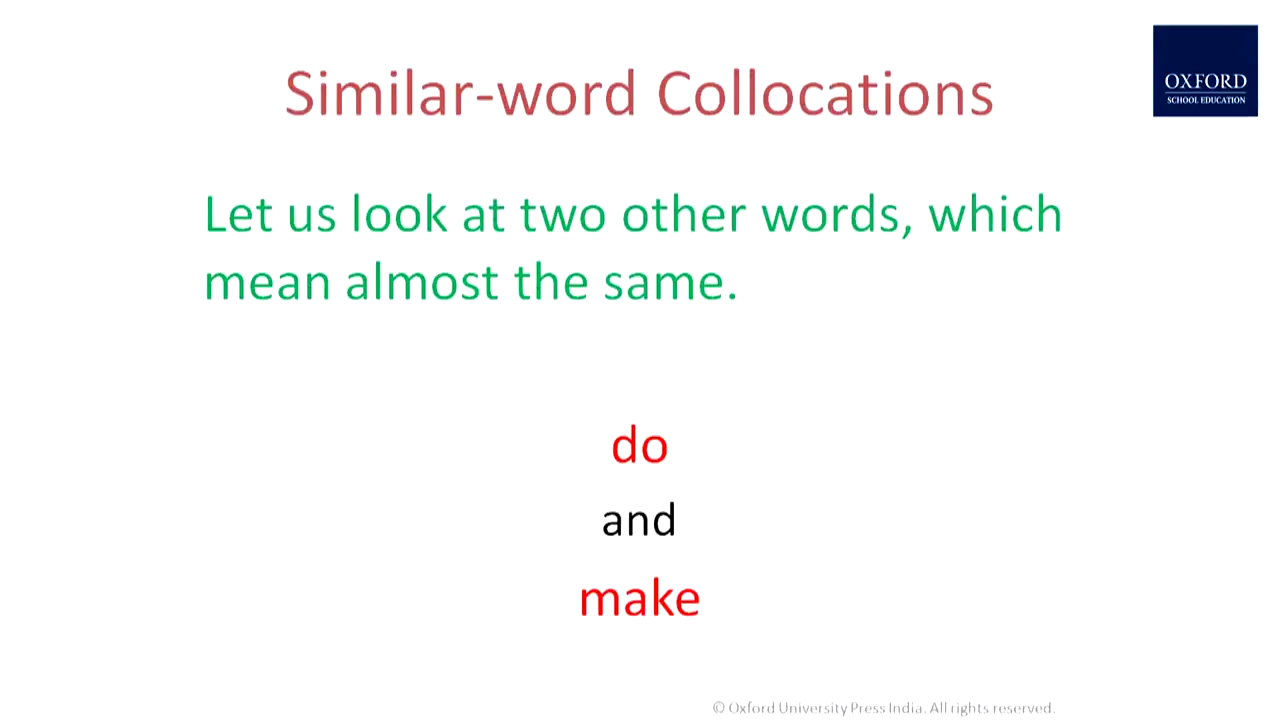 Similar-word Collocations
OXFORD
SCHOOL EDUCATION
Let us look at two other words, which
mean almost the same.
do
and
make
© Oxford University Press India. All rights reserved.